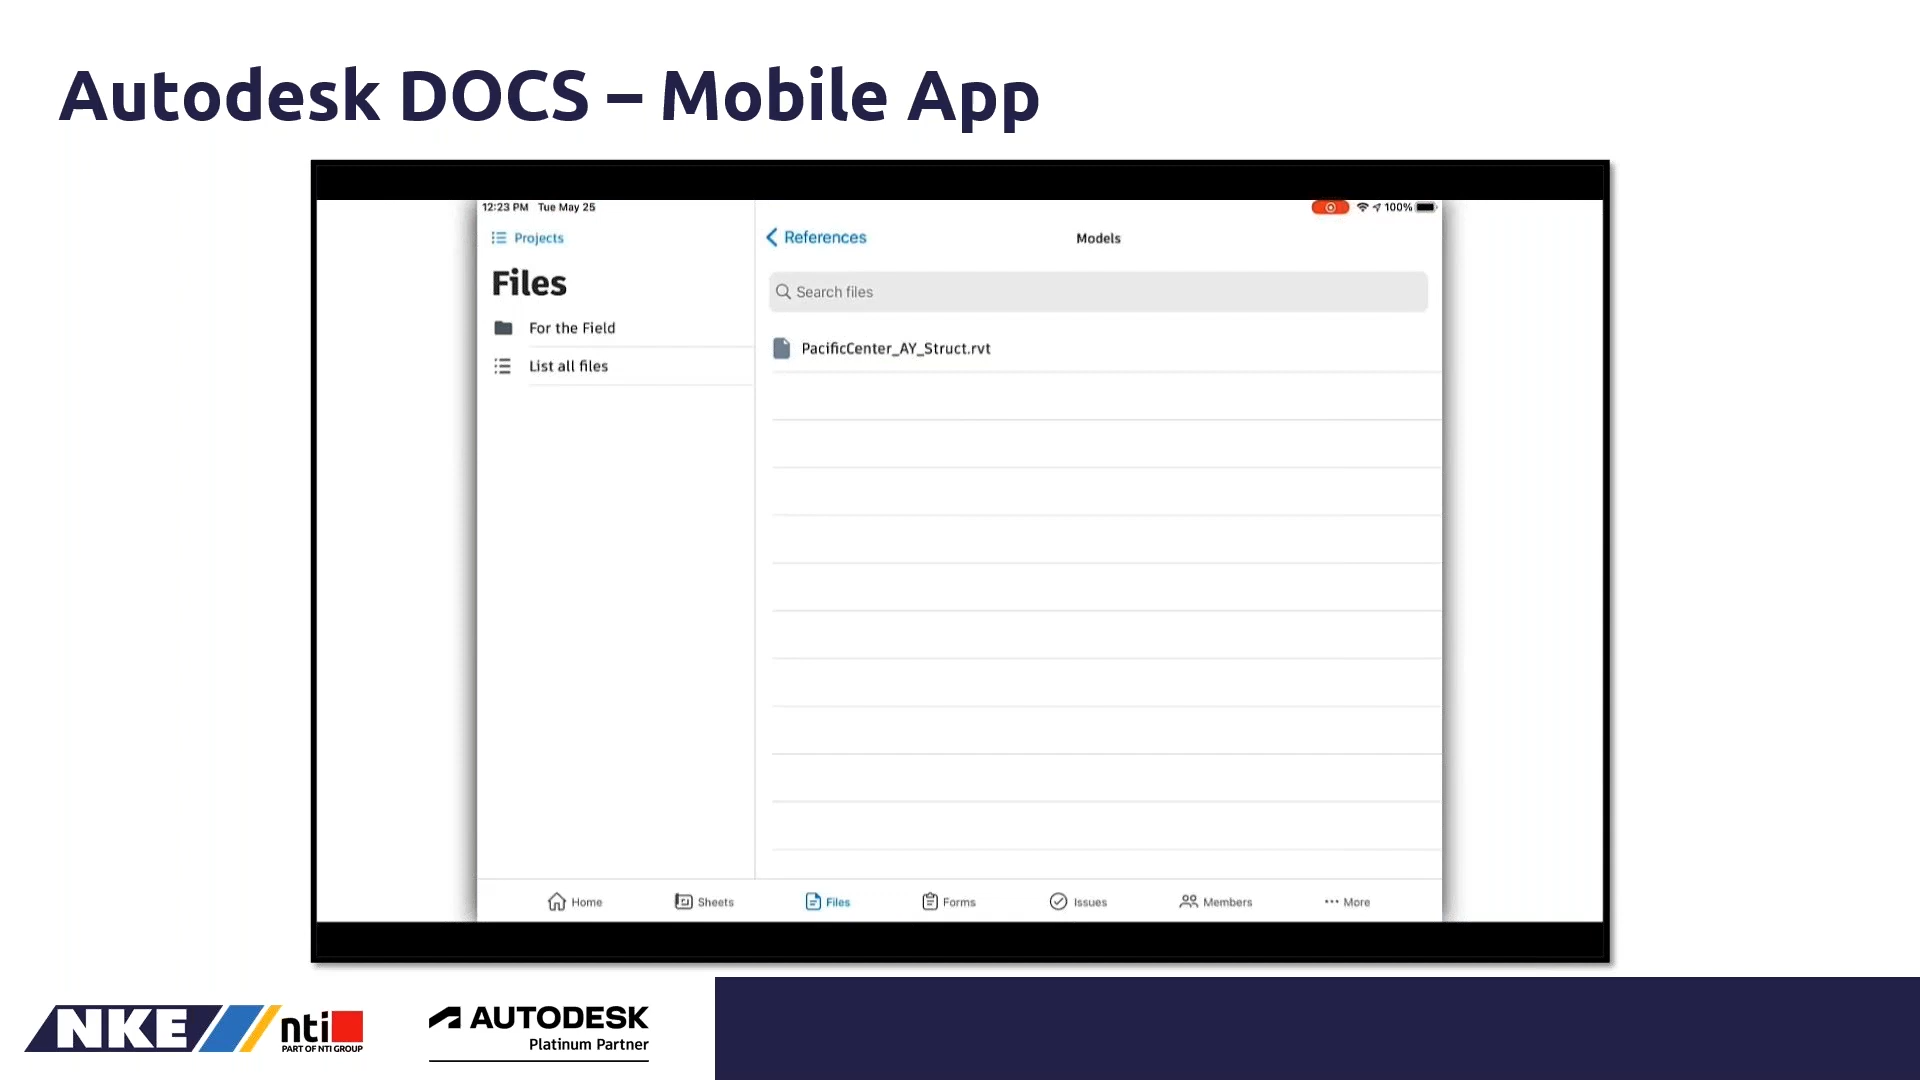 Autodesk DOCS – Mobile App
12:23 PM Tue May 25
100%
Projects
References
Models
Files
Search files
For the Field
List all files
PacificCenter_AY_Struct.rvt
Home
Sheets
Files
Forms
Issues
Members
More
NKE
nti
PART OF NTI GROUP
AUTODESK
Platinum Partner